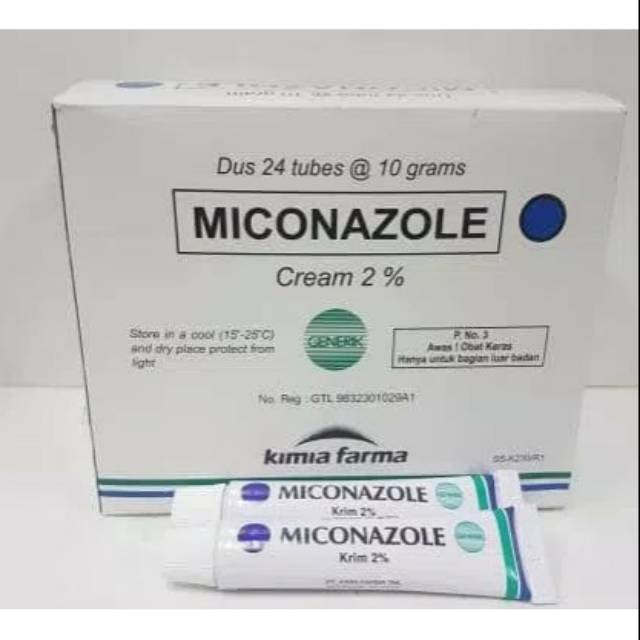 Dus 24 tubes @ 10 grams
MICONAZOLE
Cream 2 %
Store in a cool (15°-25°C)
and dry place protect from
light
GENERIK
P. No. 3
Awas ! Obat Keras
Hanya untuk bagian luar badan
No. Reg : GTL 9832301029A1
kimia farma
MICONAZOLE
Krim 2%
MICONAZOLE
Krim 2%